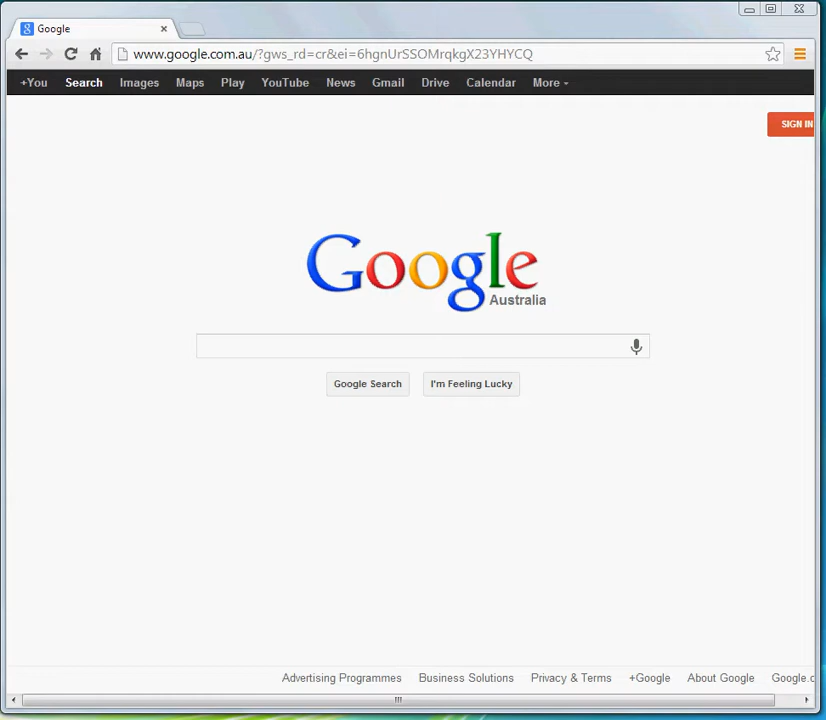 Google
www.google.com.au/?gws_rd=cr&ei=6hgnUrSSOMrqkgX23YHYCQ
+You Search Images Maps Play YouTube News Gmail Drive Calendar More
SIGN IN
Google
Australia
Google Search I'm Feeling Lucky
Advertising Programmes Business Solutions Privacy & Terms +Google About Google Google.c